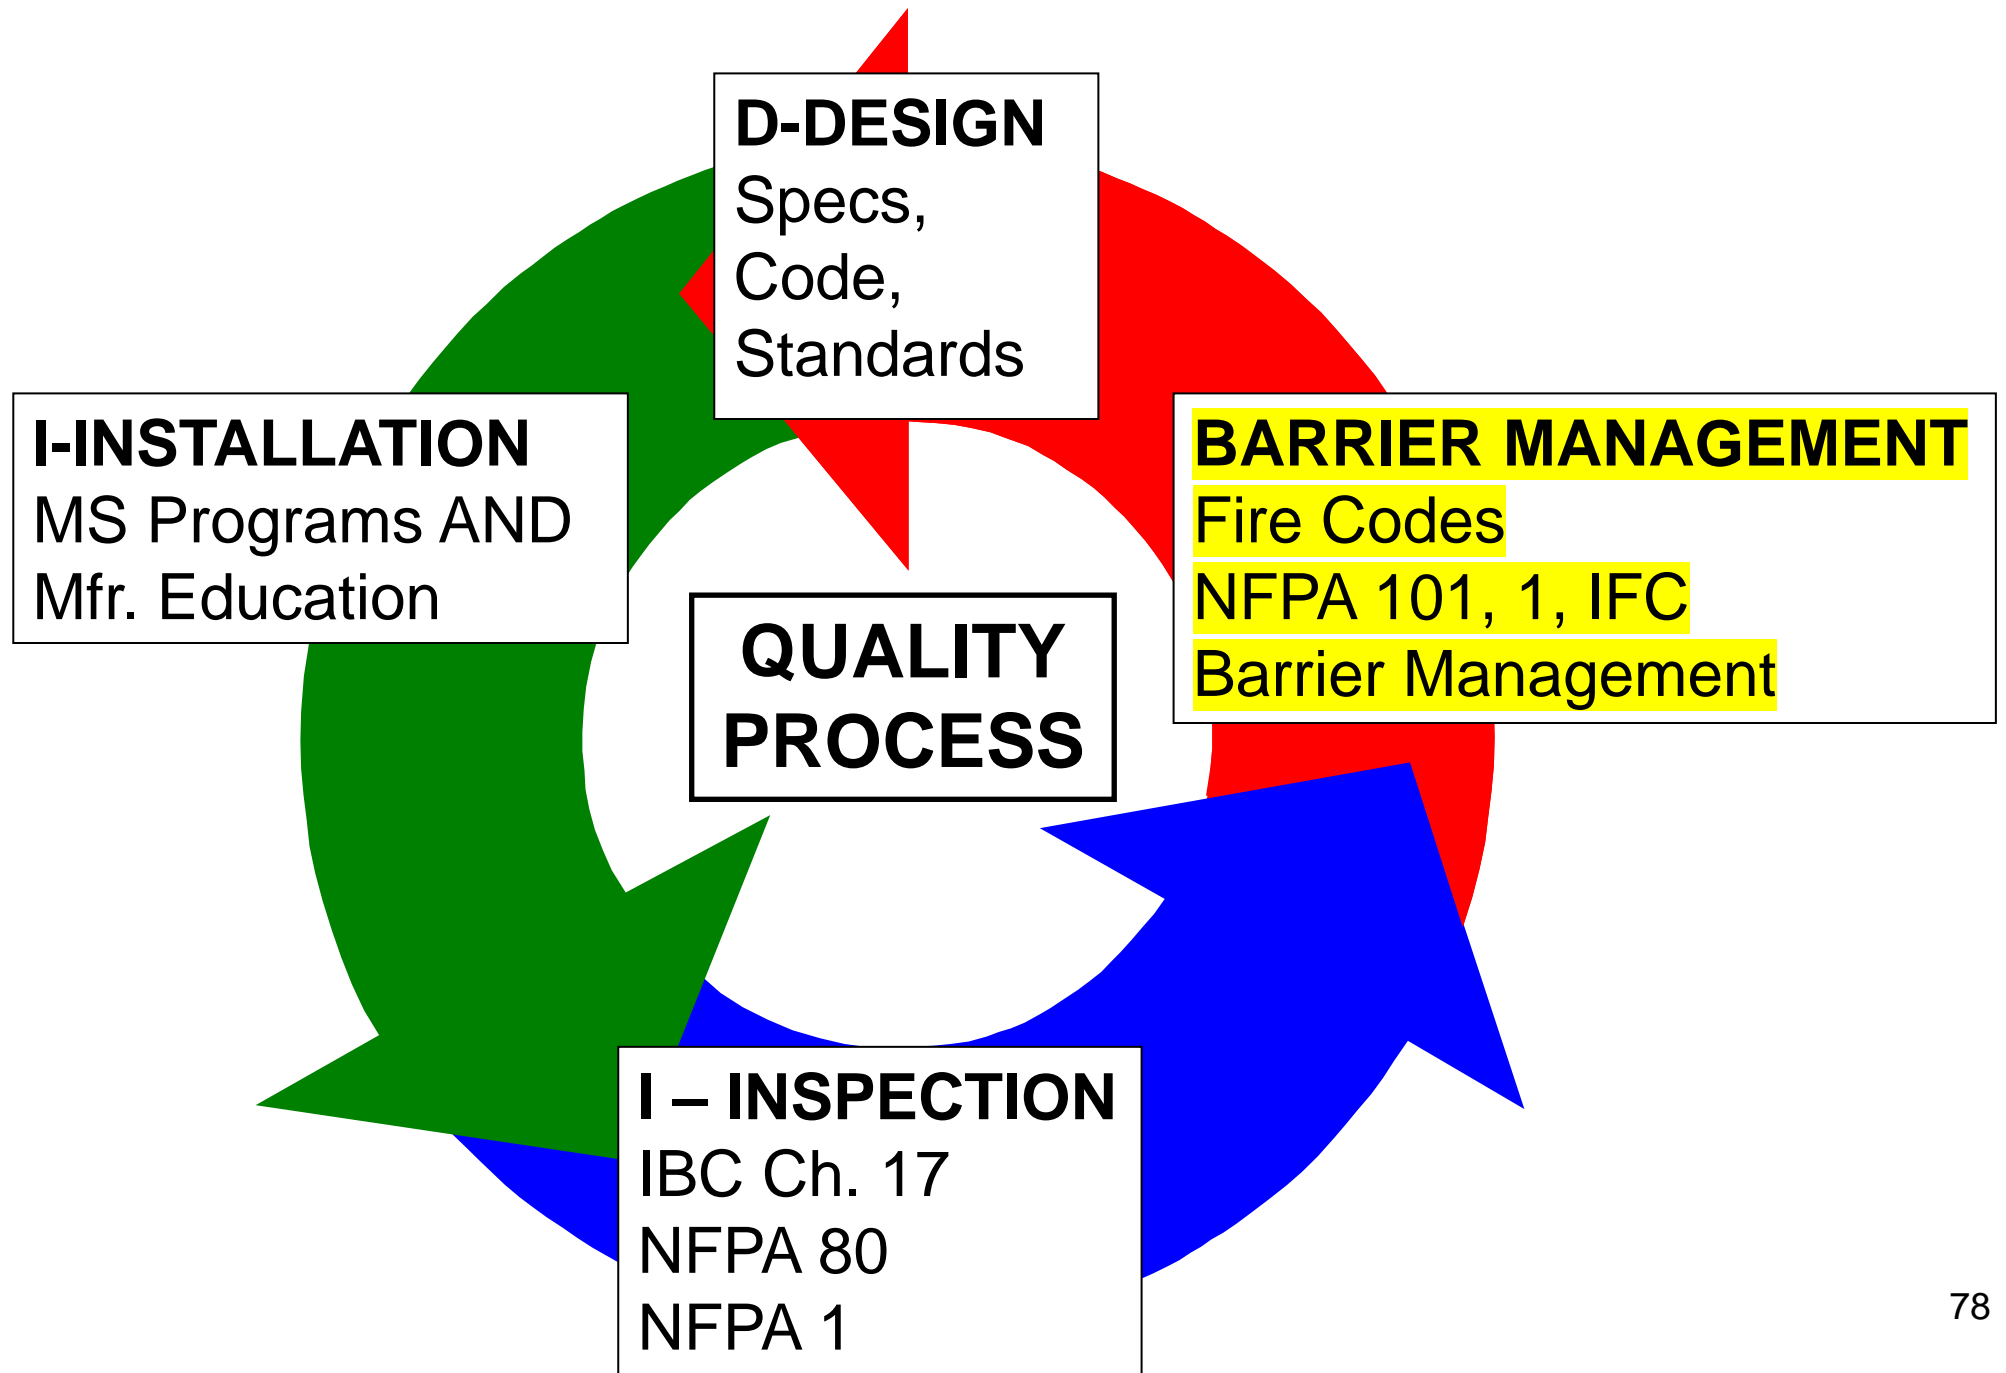 D-DESIGN
Specs,
Code,
Standards
I-INSTALLATION
MS Programs AND
Mfr. Education
BARRIER MANAGEMENT
Fire Codes
NFPA 101, 1, IFC
Barrier Management
QUALITY
PROCESS
I – INSPECTION
IBC Ch. 17
NFPA 80
NFPA 1
78